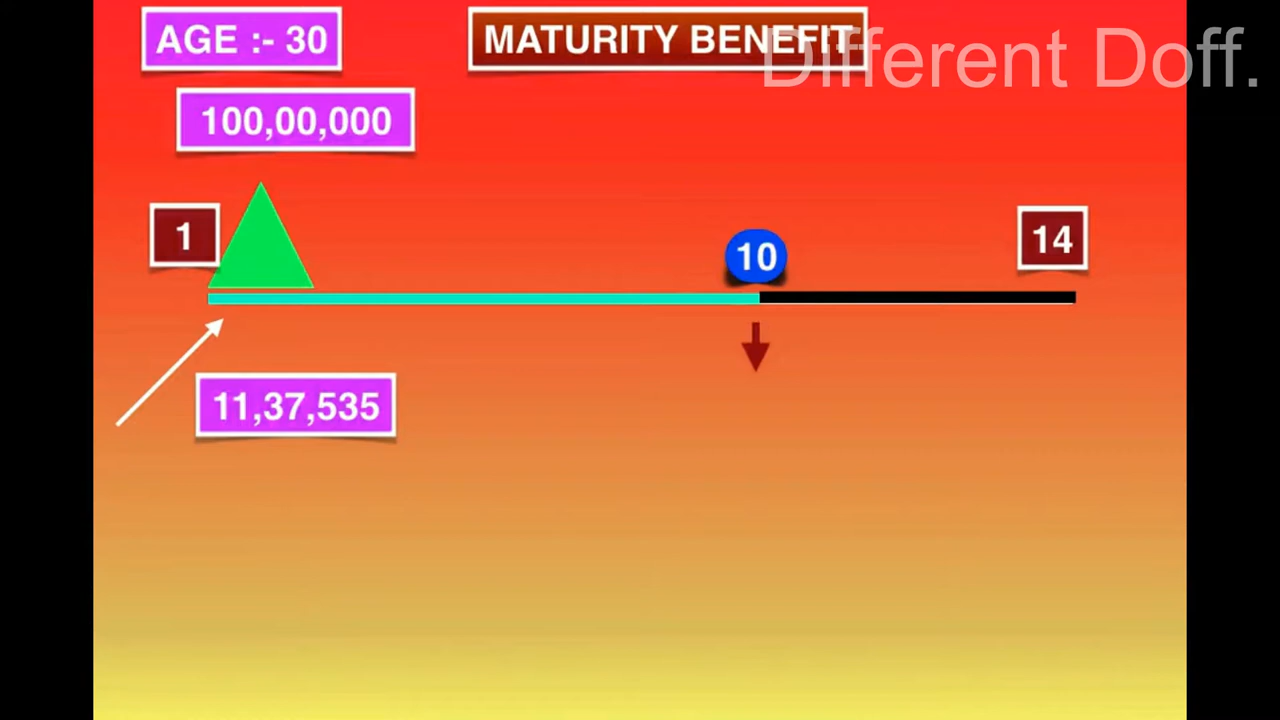 AGE :- 30
MATURITY BENEFIT
Different Doff.
100,00,000
1
10
14
11,37,535